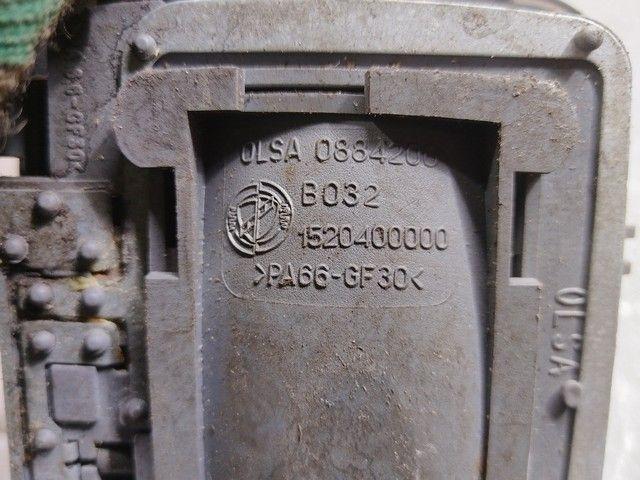 OLSA 0884200
B032
1520400000
>PA66-GF30<
OLSA